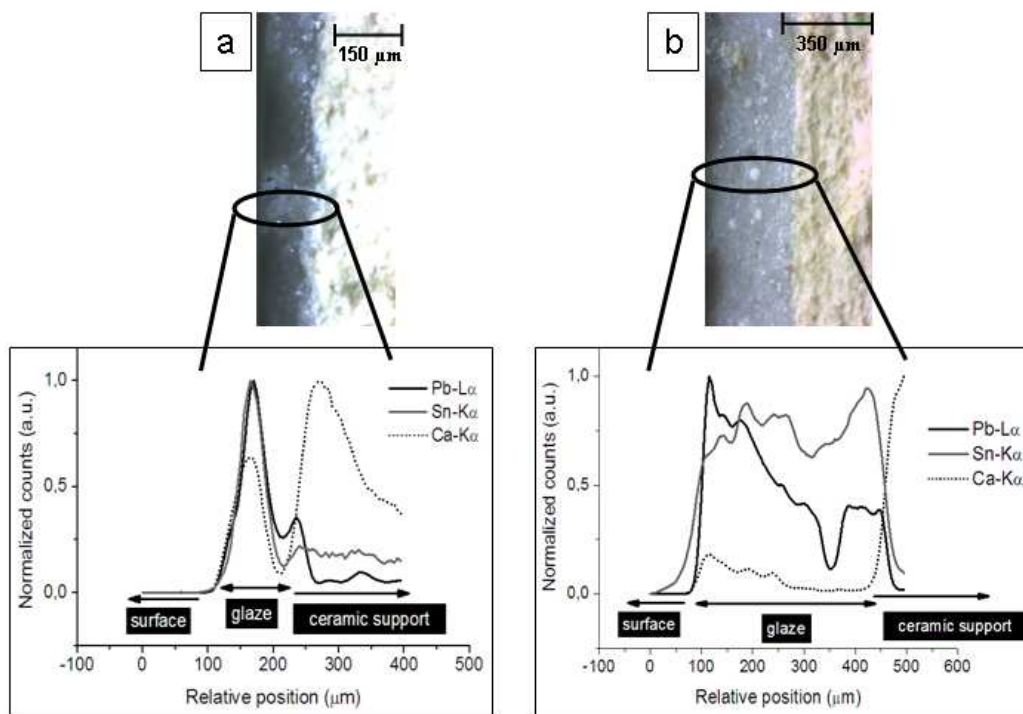 a
150 µm
b
350 µm
Normalized counts (a.u.)
1,0
0,5
0,0
Pb-Lα
Sn-Kα
Ca-Kα
surface
glaze
ceramic support
-100 0 100 200 300 400 500
Relative position (µm)
Normalized counts (a.u.)
1,0
0,5
0,0
Pb-Lα
Sn-Kα
Ca-Kα
surface
glaze
ceramic support
-100 0 100 200 300 400 500 600
Relative position (µm)